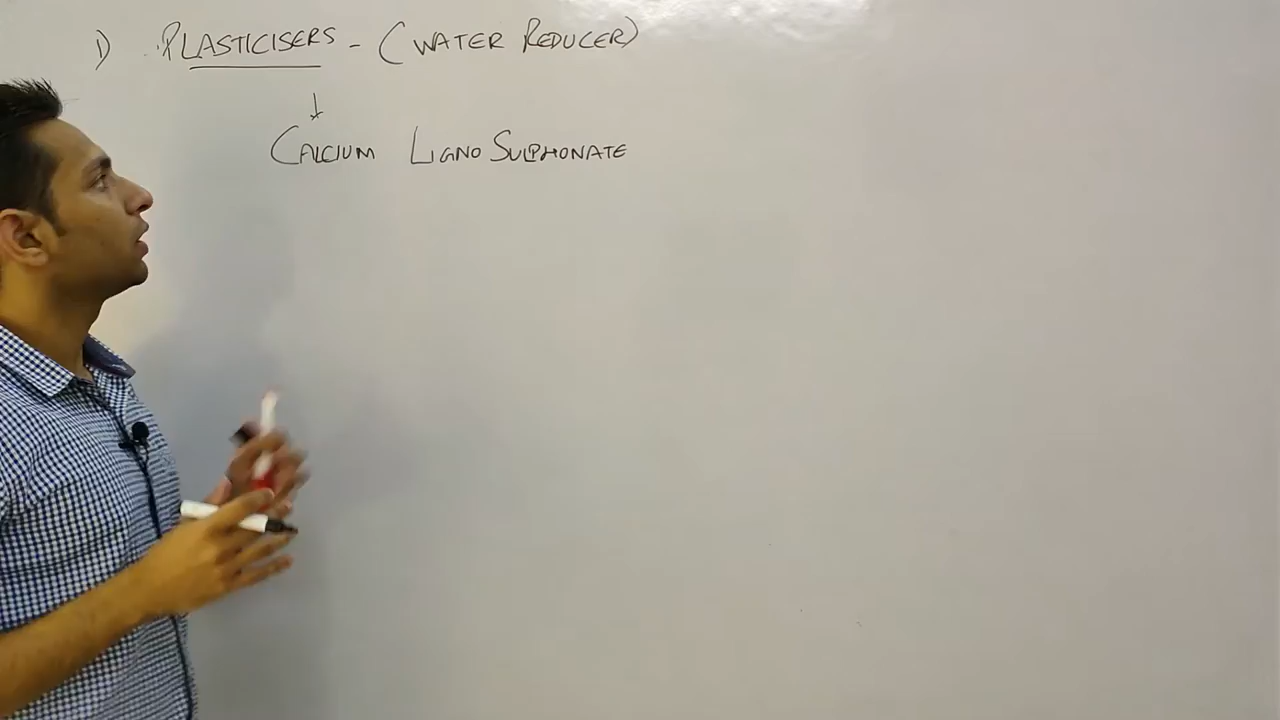 1) PLASTICISERS - (WATER REDUCER)
↓
CALCIUM LIGNO SULPHONATE